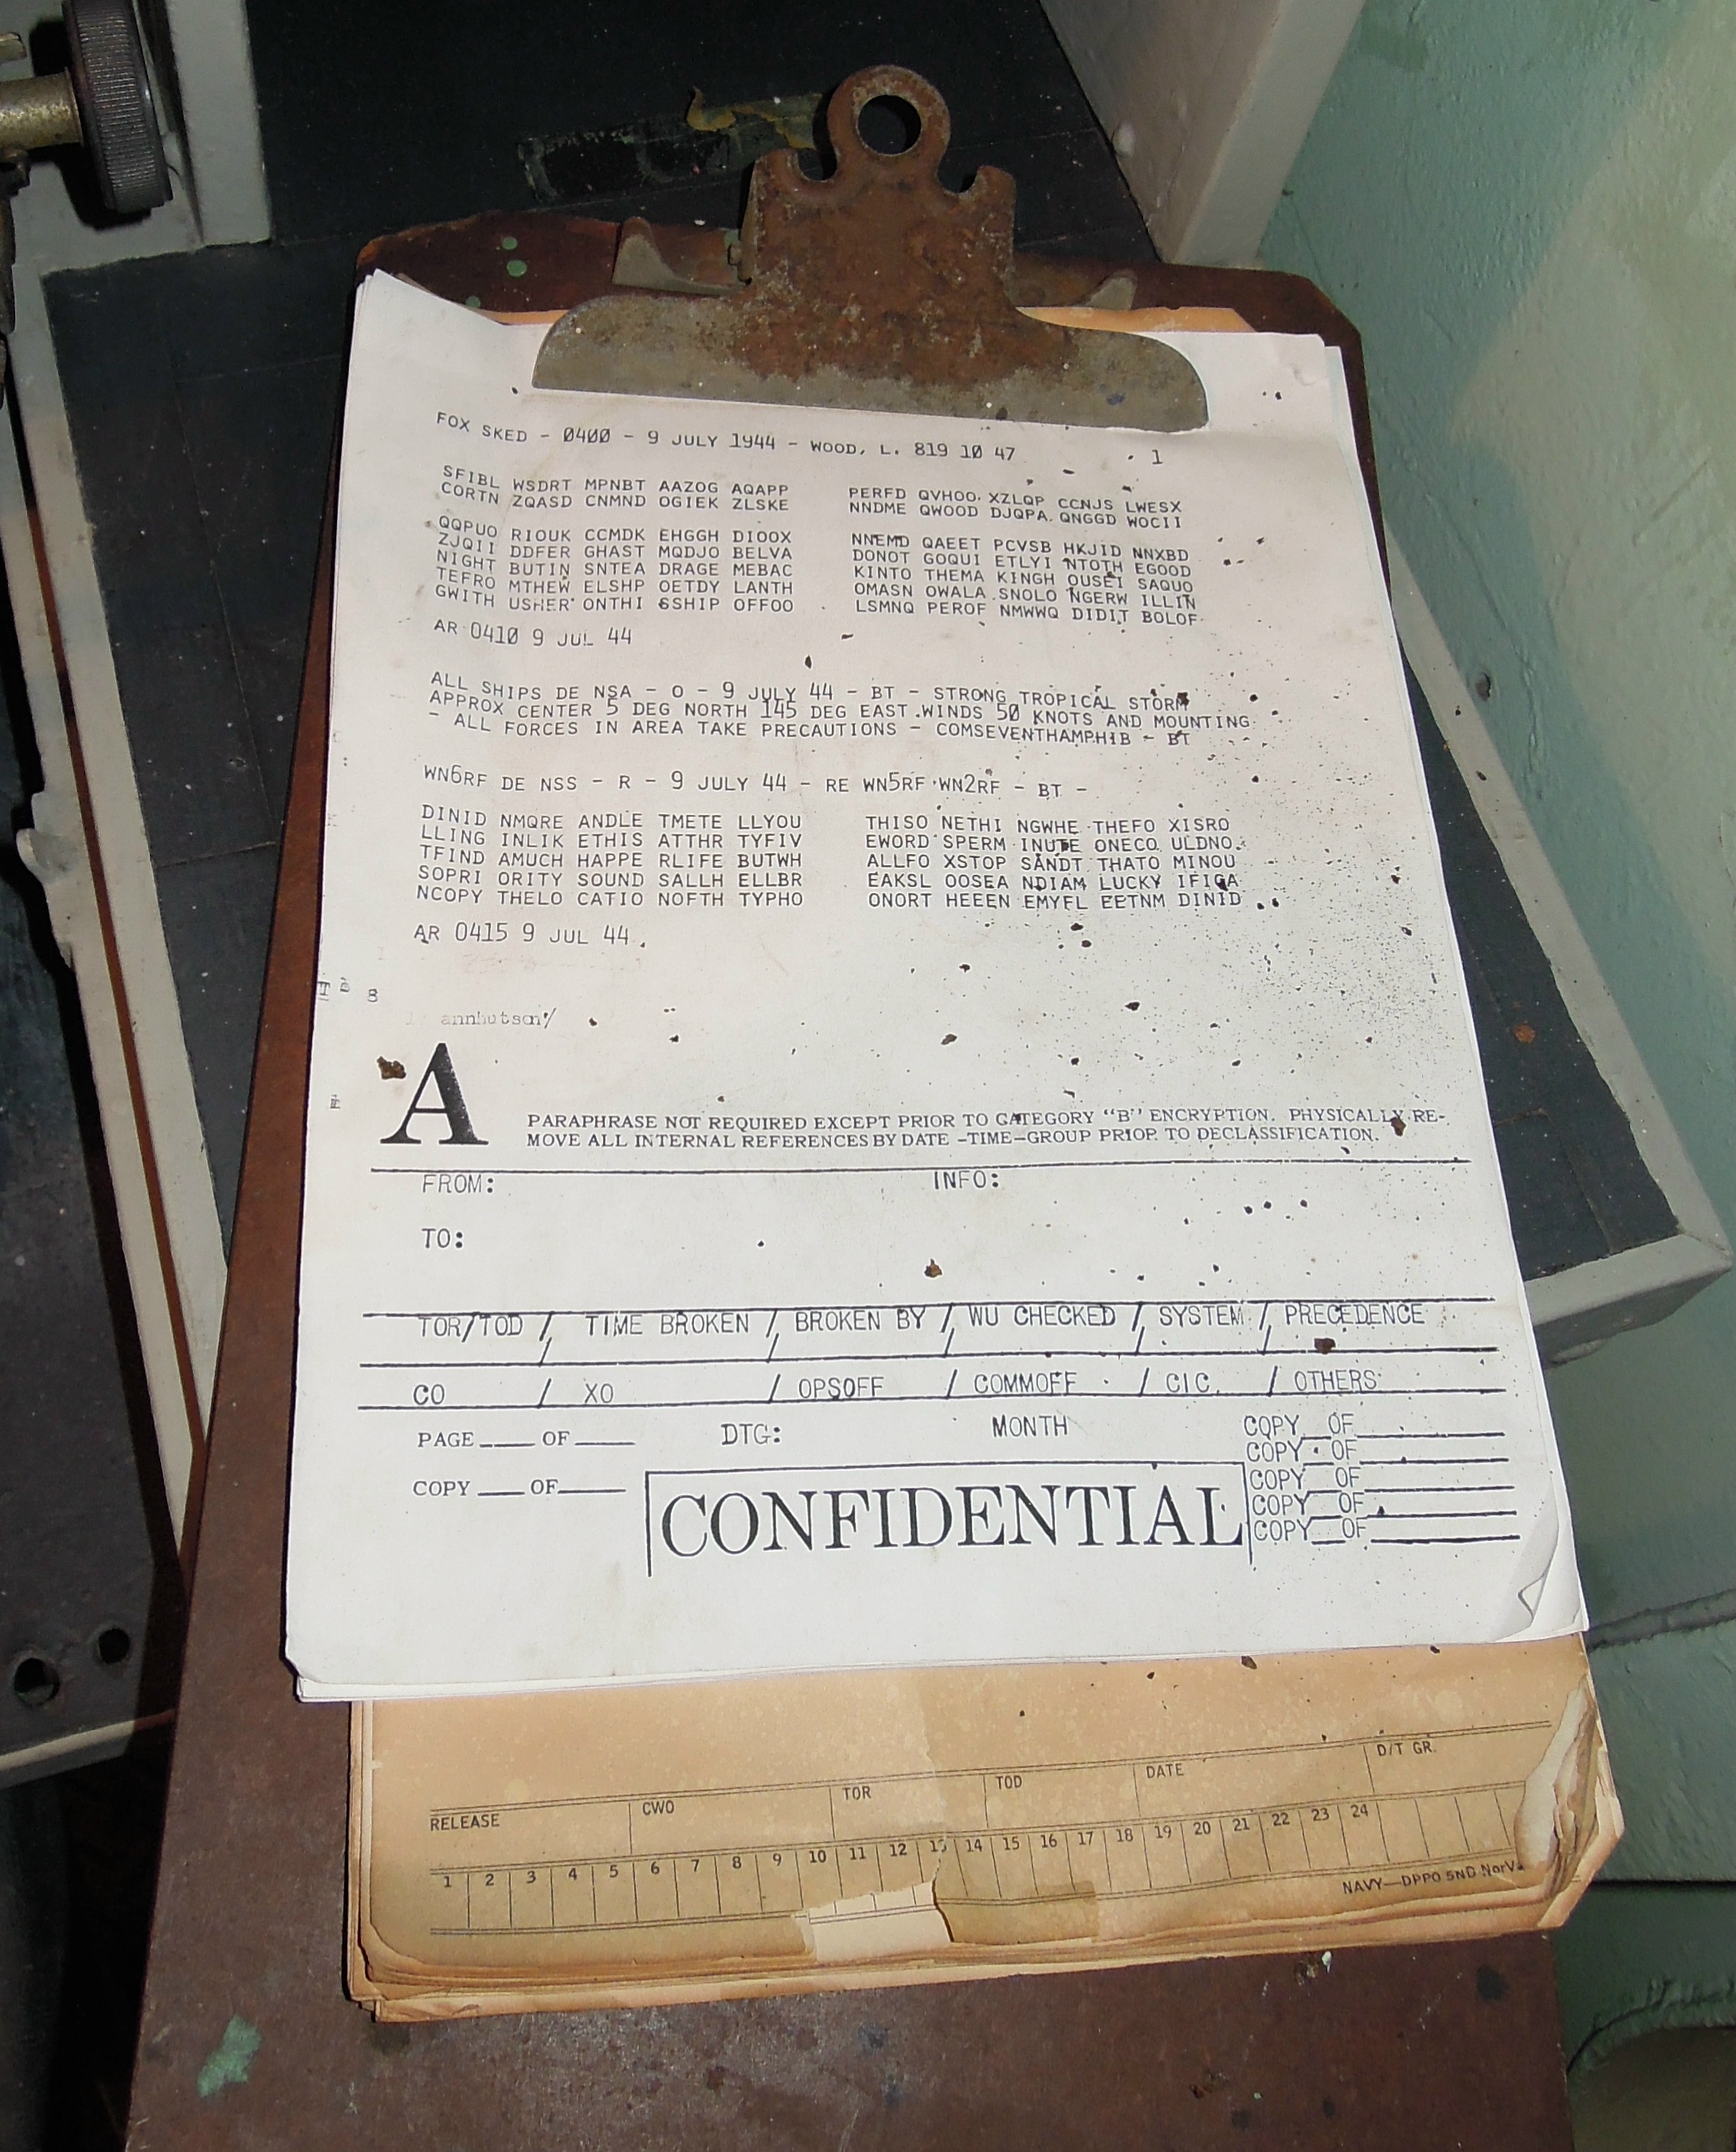 FOX SKED - 0400 - 9 JULY 1944 - WOOD, L. 819 10 47 1
SFIBL WSDRT MPNBT AAZOG AQAPP PERFD QVHOO XZLQP CCNJS LWESX
CORTN ZQASD CNMND OGIEK ZLSKE NNDME QWOOD DJQPA QNGGD WOCII
QQPUO RIOUK CCMDK EHGGH DIOOX NNEMD QAEET PCVSB HKJID NNXBD
ZJQII DDFER GHAST MQDJO BELVA DONOT GOQUI ETLYI NTOTH EGOOD
NIGHT BUTIN SNTEA DRAGE MEBAC KINTO THEMA KINGH OUSEI SAQUO
TEFRO MTHEW ELSHP OETDY LANTH OMASN OWALA SNOLO NGERW ILLIN
GWITH USHER ONTHI SSHIP OFFOO LSMNQ PEROF NMWWQ DIDIT BOLOF
AR 0410 9 JUL 44
ALL SHIPS DE NSA - O - 9 JULY 44 - BT - STRONG TROPICAL STORM
APPROX CENTER 5 DEG NORTH 145 DEG EAST WINDS 50 KNOTS AND MOUNTING
- ALL FORCES IN AREA TAKE PRECAUTIONS - COMSEVENTHAMPHIB - BT
WN6RF DE NSS - R - 9 JULY 44 - RE WN5RF WN2RF - BT -
DINID NMQRE ANDLE TMETE LLYOU THISO NETHI NGWHE THEFO XISRO
LLING INLIK ETHIS ATTHR TYFIV EWORD SPERM INUTE ONECO ULDNO
TFIND AMUCH HAPPE RLIFE BUTWH ALLFO XSTOP SANDT THATO MINOU
SOPRI ORITY SOUND SALLH ELLBR EAKSL OOSEA NDIAM LUCKY IFIGA
NCOPY THELO CATIO NOFTH TYPHO ONORT HEEEN EMYFL EETNM DINID
AR 0415 9 JUL 44
annhutson/
A
PARAPHRASE NOT REQUIRED EXCEPT PRIOR TO CATEGORY "B" ENCRYPTION. PHYSICALLY RE-
MOVE ALL INTERNAL REFERENCES BY DATE -TIME-GROUP PRIOR TO DECLASSIFICATION.
FROM: INFO:
TO:
TOR/TOD / TIME BROKEN / BROKEN BY / WU CHECKED / SYSTEM / PRECEDENCE
CO / XO / OPSOFF / COMMOFF / CIC / OTHERS
PAGE ____ OF ____ DTG: MONTH COPY__OF____
COPY__OF____
COPY ____ OF____ COPY__OF____
COPY__OF____
COPY__OF____
CONFIDENTIAL
RELEASE CWO TOR TOD DATE D/T GR.
1 2 3 4 5 6 7 8 9 10 11 12 13 14 15 16 17 18 19 20 21 22 23 24
NAVY—DPPO 5ND